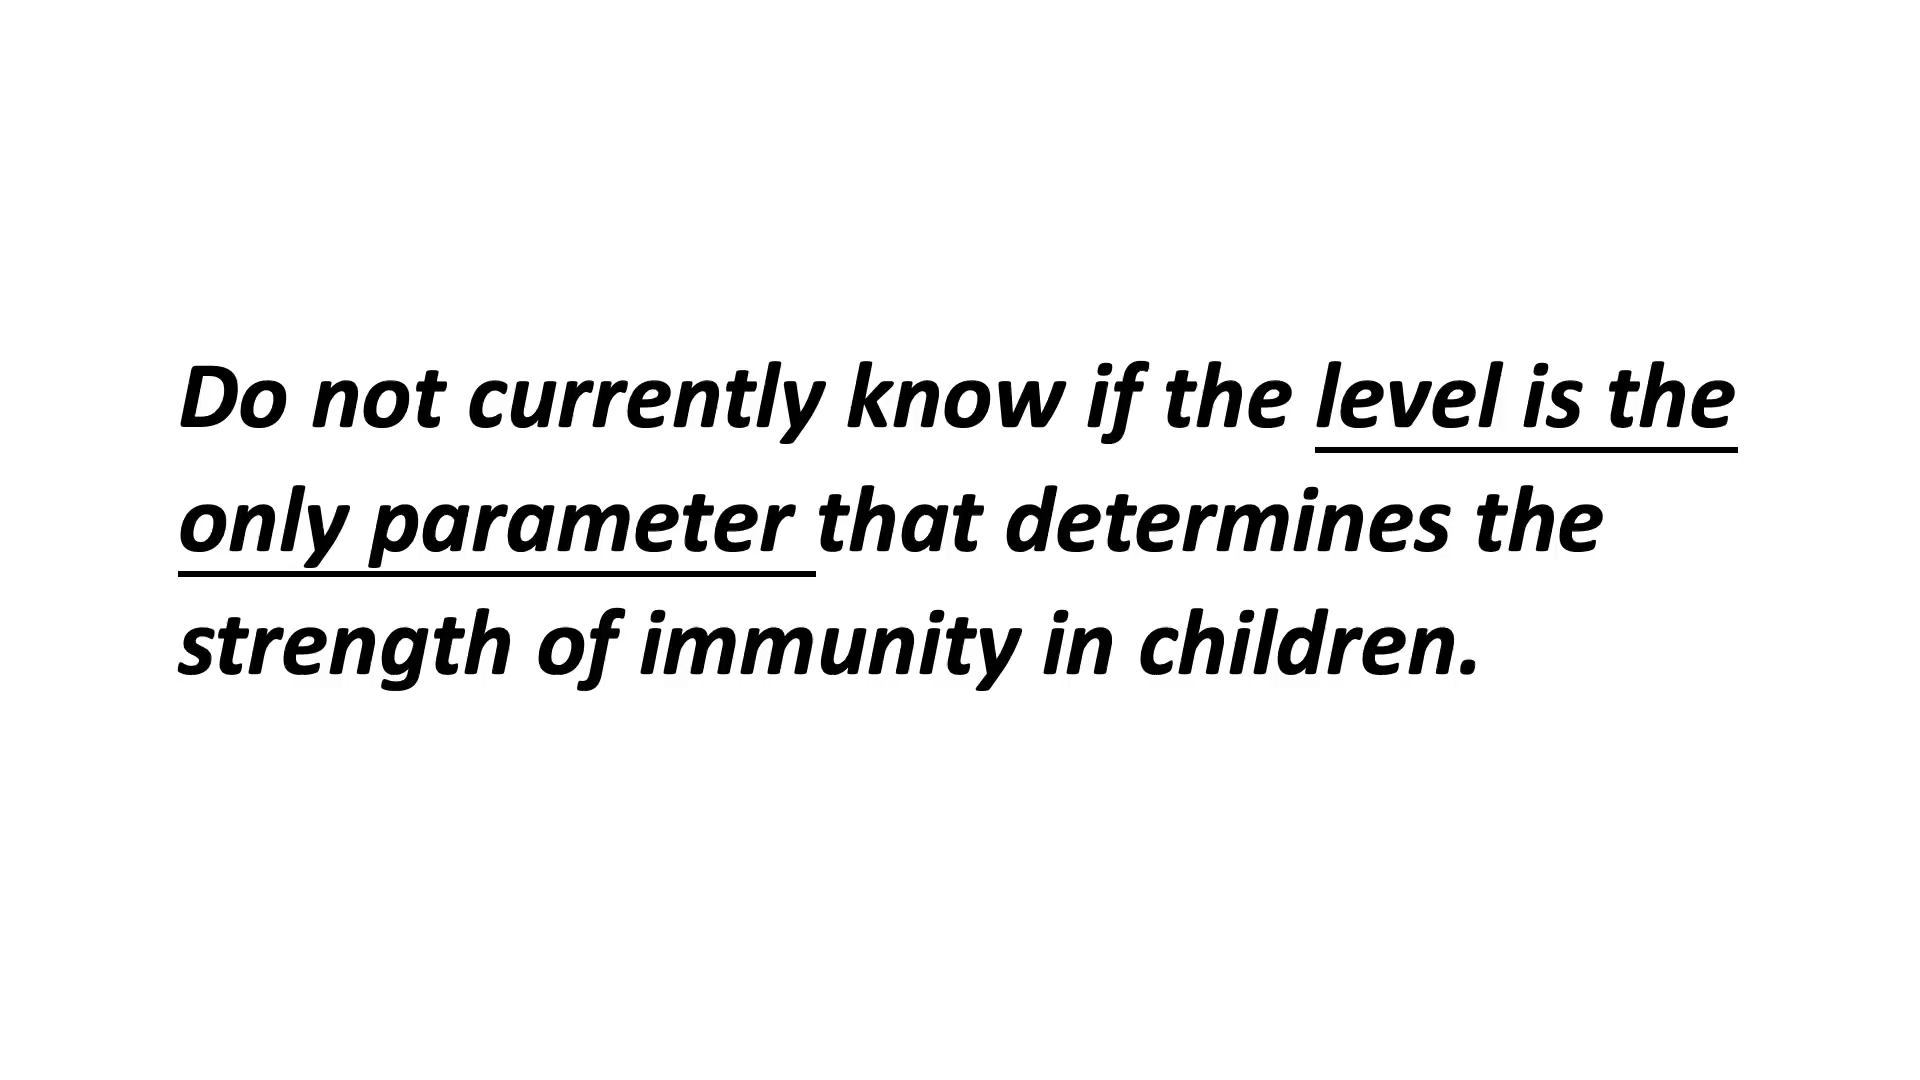 Do not currently know if the level is the
only parameter that determines the
strength of immunity in children.